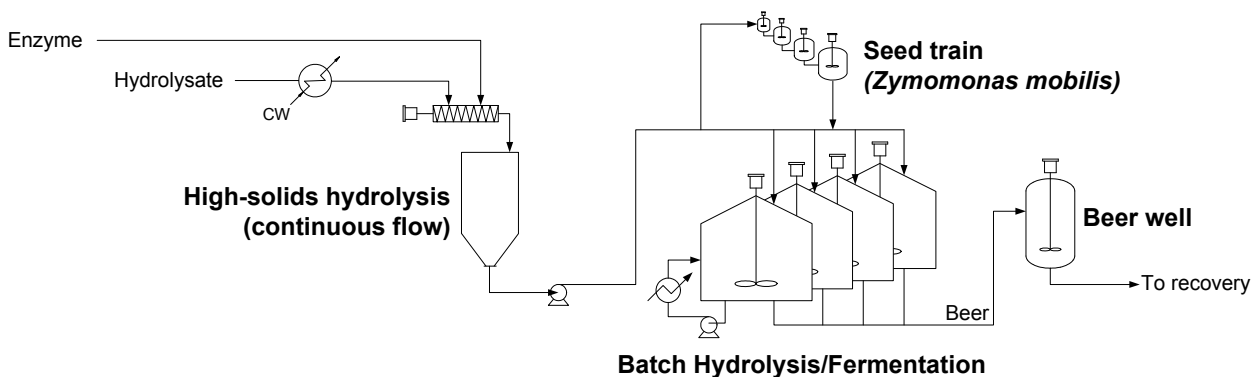 Enzyme
Hydrolysate
CW
High-solids hydrolysis
(continuous flow)
Seed train
(Zymomonas mobilis)
Beer well
To recovery
Beer
Batch Hydrolysis/Fermentation